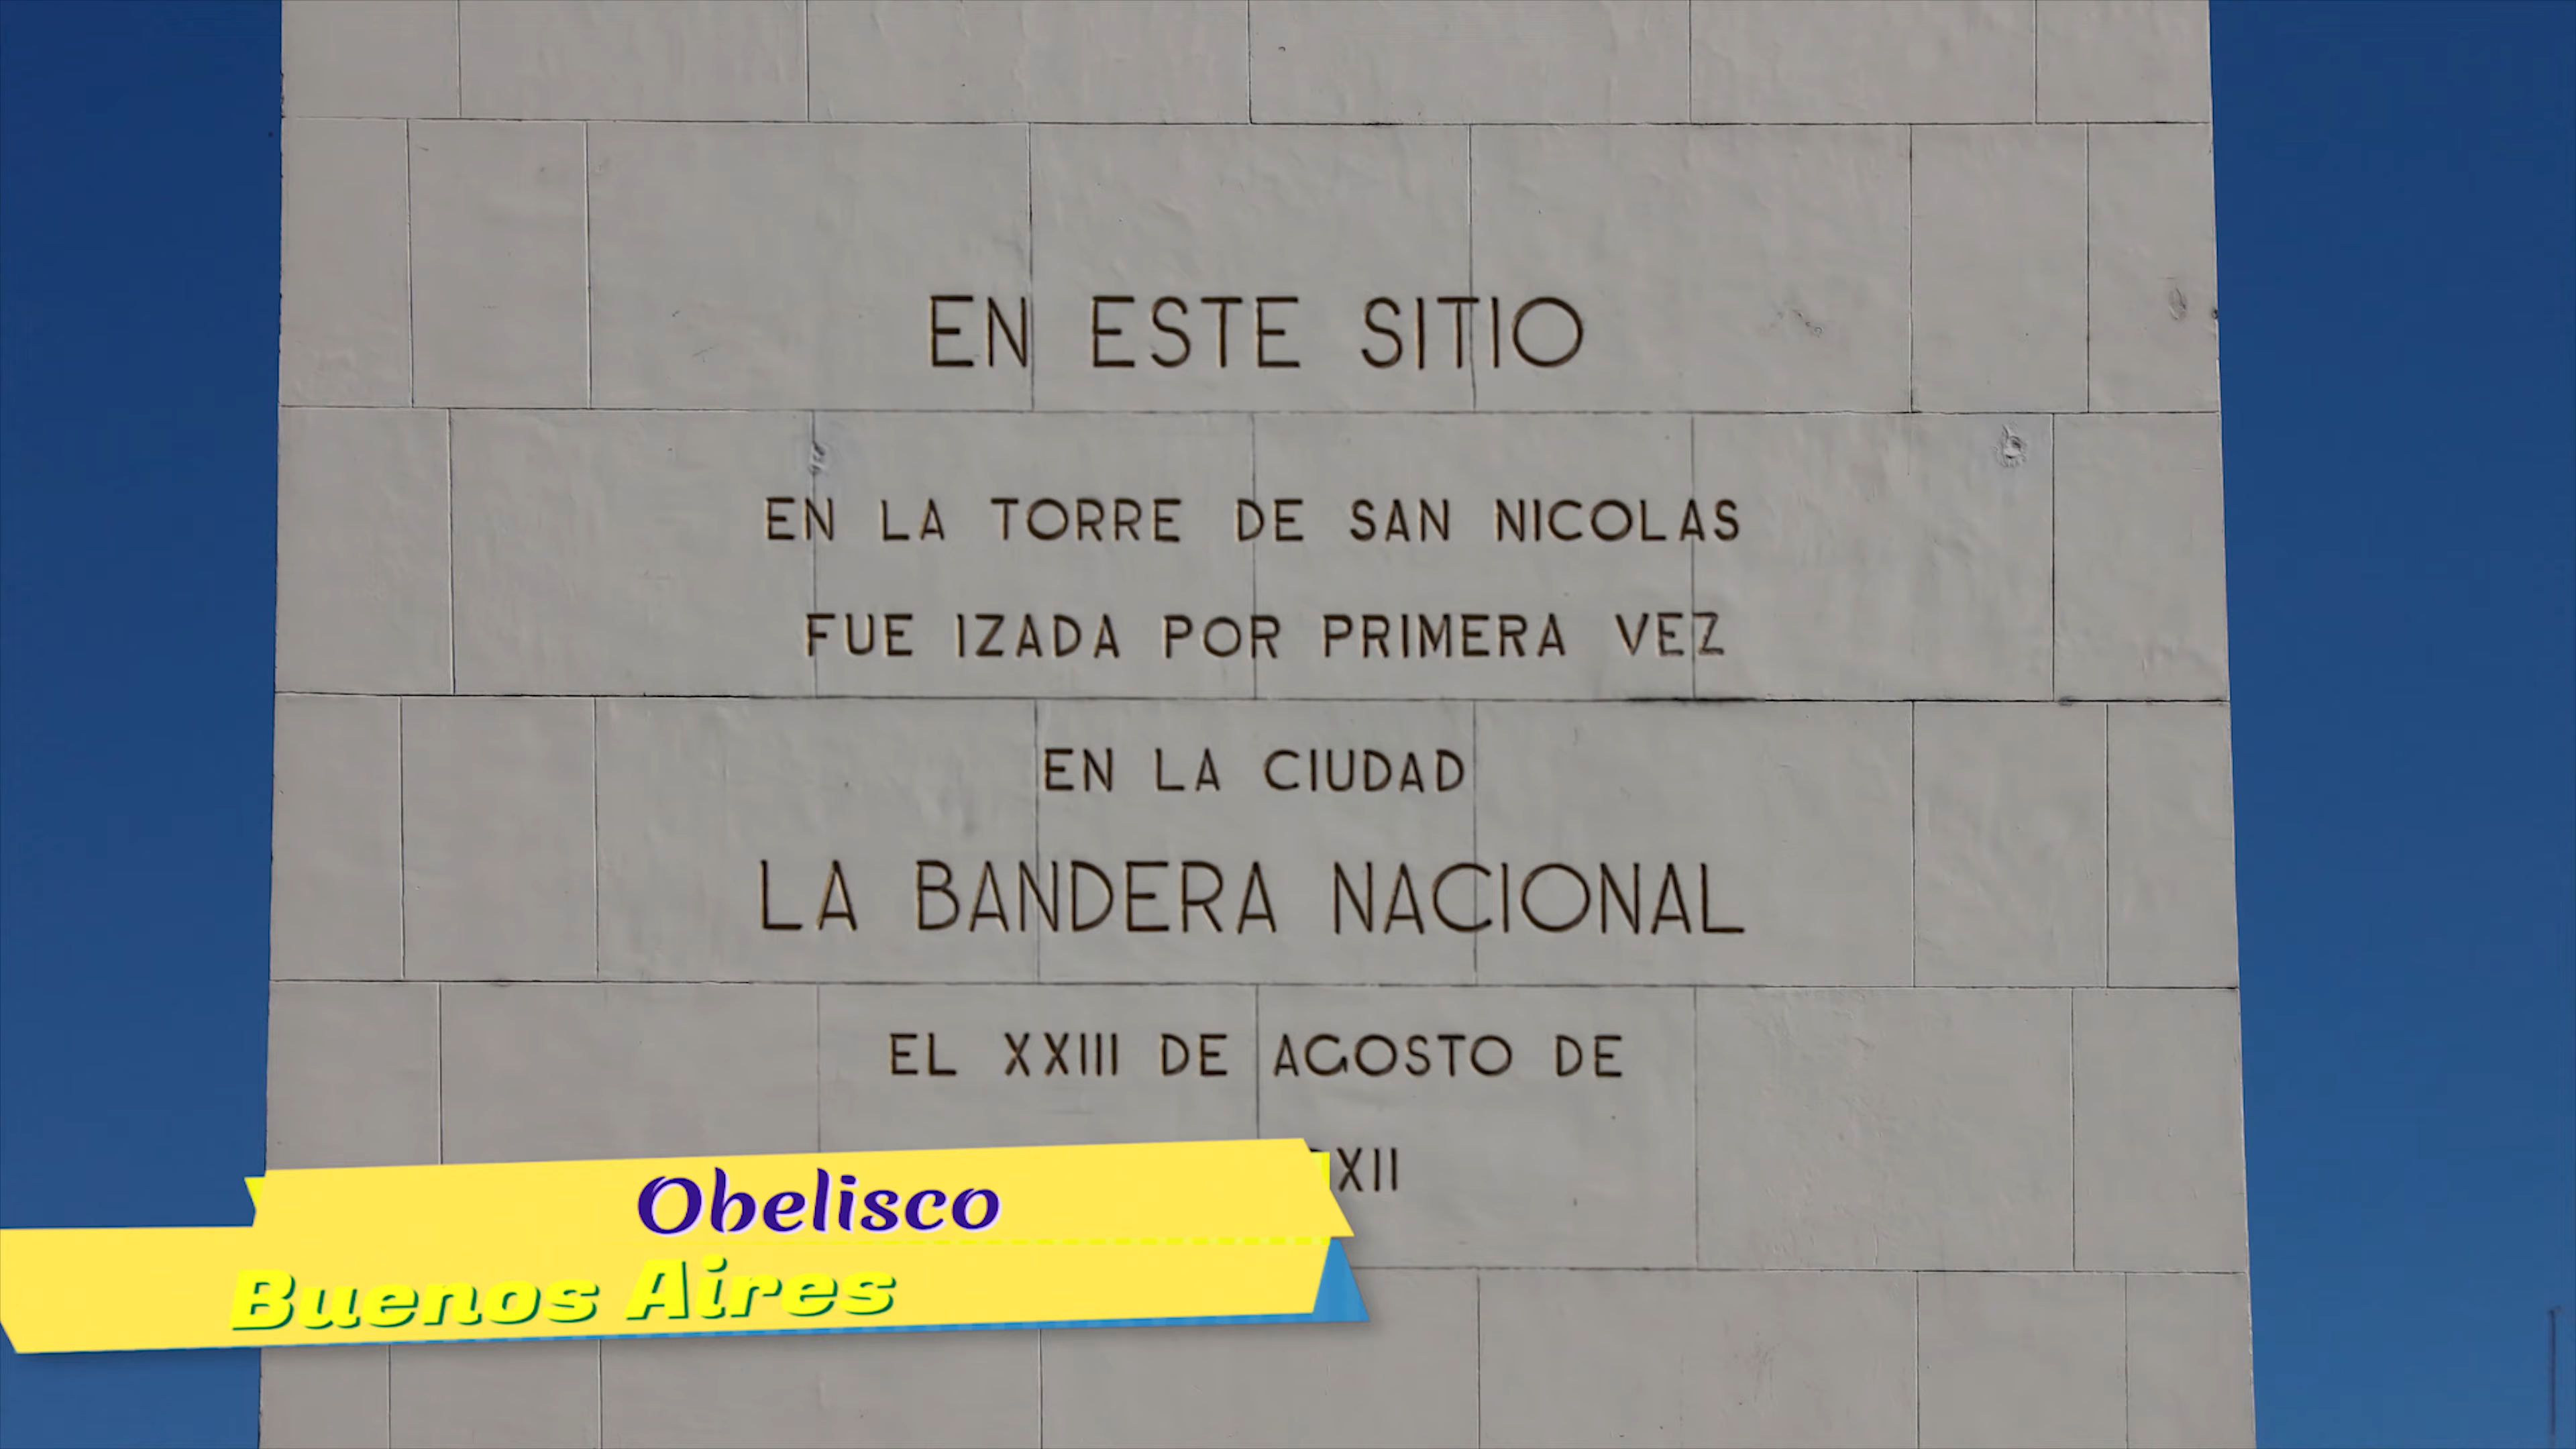 EN ESTE SITIO
EN LA TORRE DE SAN NICOLAS
FUE IZADA POR PRIMERA VEZ
EN LA CIUDAD
LA BANDERA NACIONAL
EL XXIII DE AGOSTO DE
XII
Obelisco
Buenos Aires